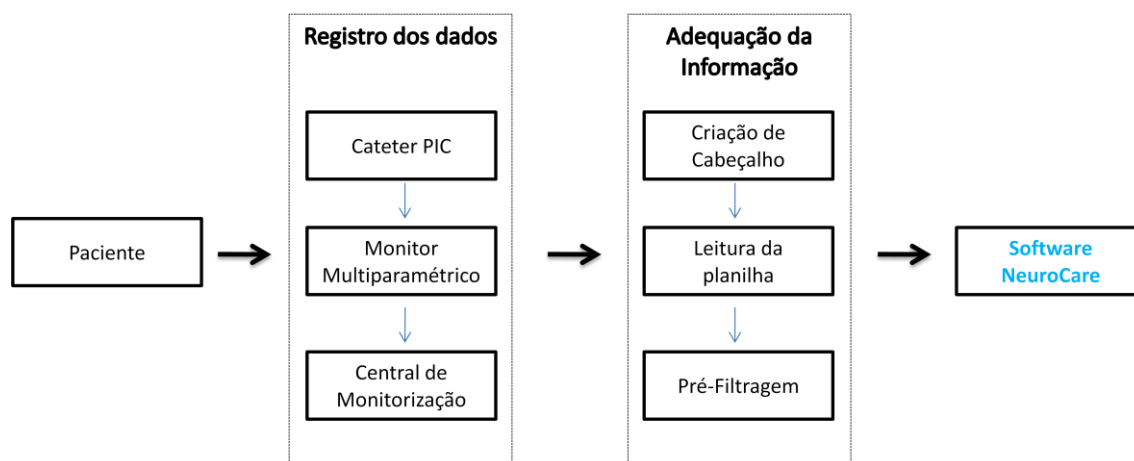 Registro dos dados
Cateter PIC
Monitor
Multiparamétrico
Central de
Monitorização
Adequação da
Informação
Criação de
Cabeçalho
Leitura da
planilha
Pré-Filtragem
Paciente
Software
NeuroCare